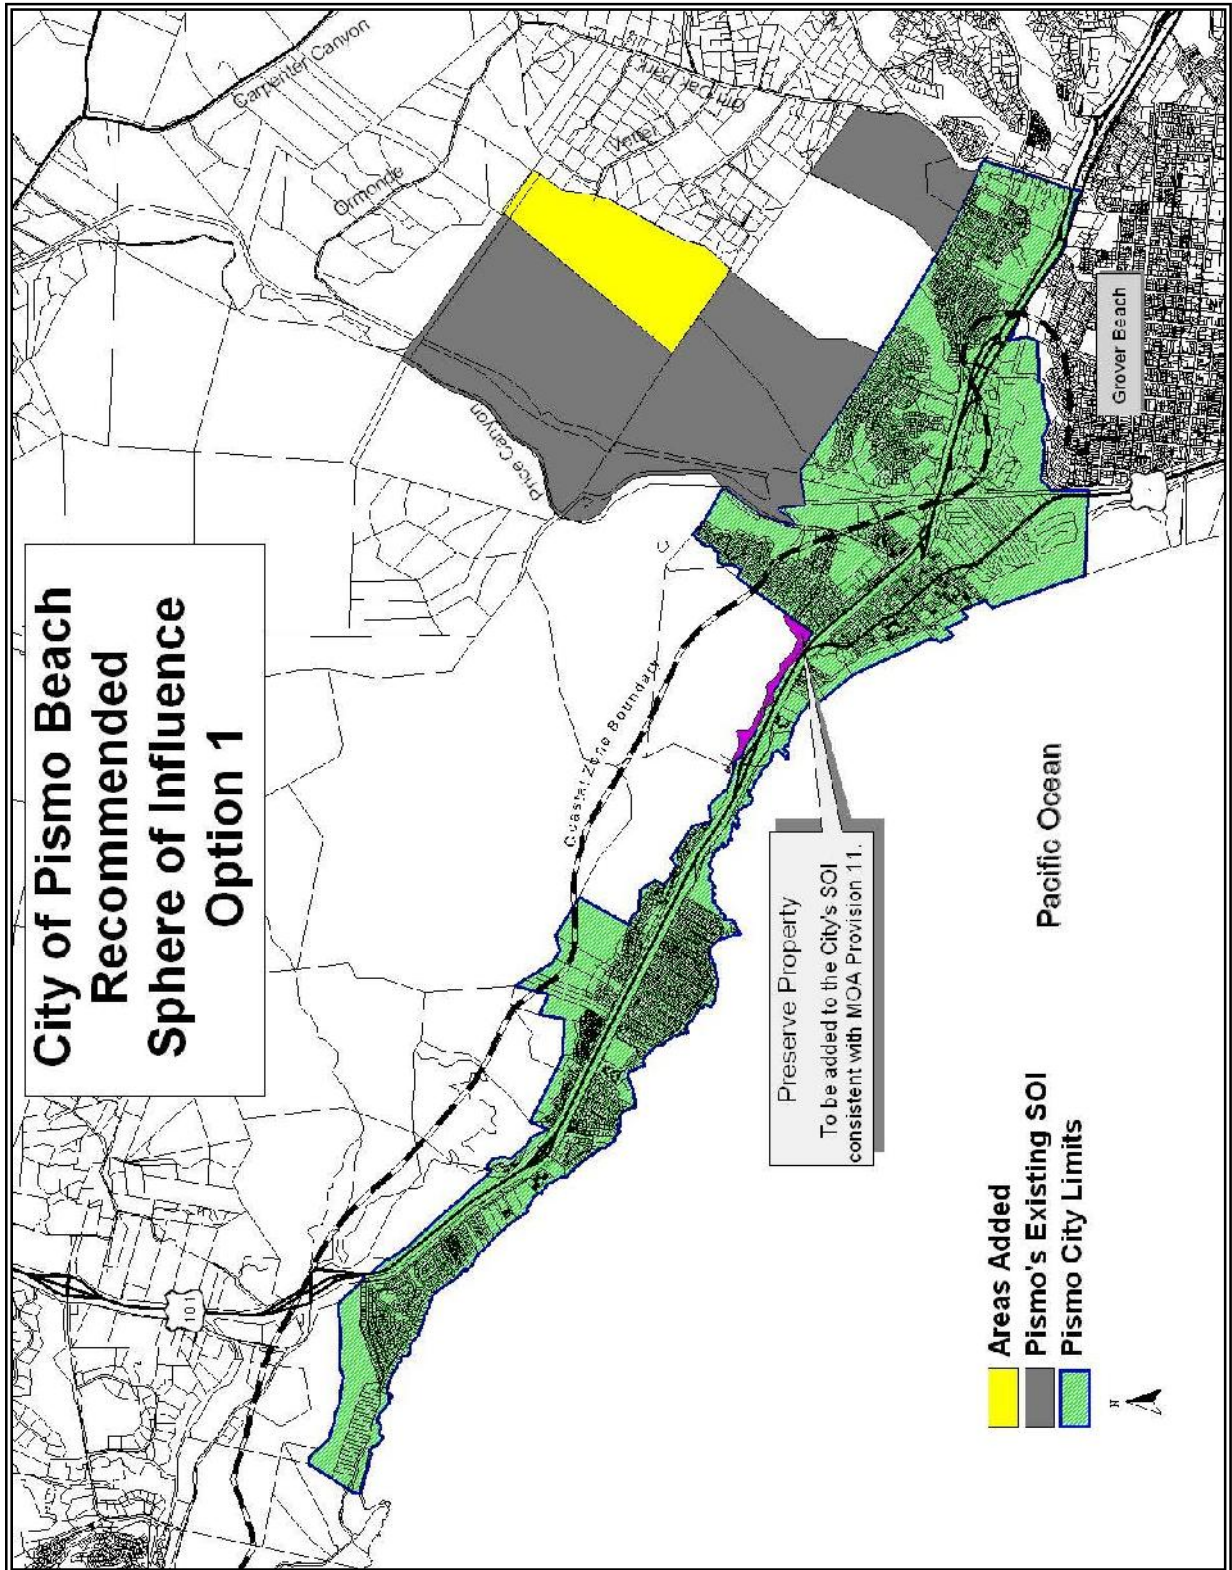 City of Pismo Beach
Recommended
Sphere of Influence
Option 1
Carpenter Canyon
Ormonde
Price Canyon
Coastal Zone Boundary
101
Grover Beach
Preserve Property
To be added to the City's SOI
consistent with MOA Provision 11.
Pacific Ocean
Areas Added
Pismo's Existing SOI
Pismo City Limits
N